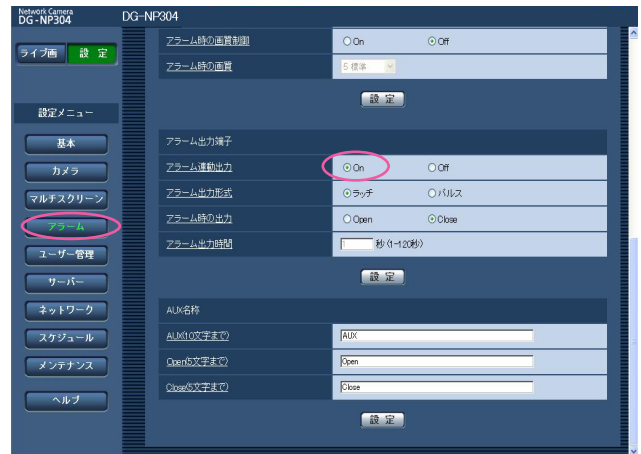 Network Camera
DG-NP304
DG-NP304
ライブ画 設 定
設定メニュー
基本
カメラ
マルチスクリーン
アラーム
ユーザー管理
サーバー
ネットワーク
スケジュール
メンテナンス
ヘルプ
アラーム時の画質制御 On Off
アラーム時の画質 5 標準
設 定
アラーム出力端子
アラーム連動出力 On Off
アラーム出力形式 ラッチ パルス
アラーム時の出力 Open Close
アラーム出力時間 1 秒(1-120秒)
設 定
AUX名称
AUX(10文字まで) AUX
Open(5文字まで) Open
Close(5文字まで) Close
設 定